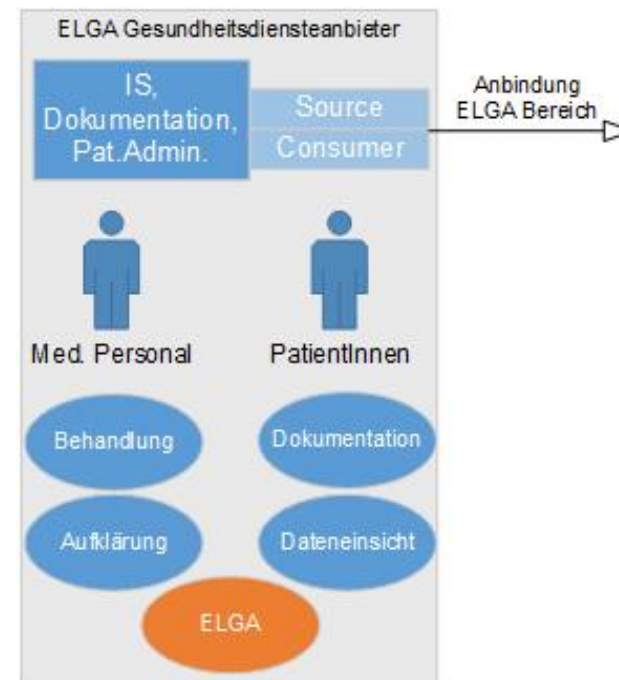 ELGA Gesundheitsdiensteanbieter
IS,
Dokumentation,
Pat.Admin.
Source
Consumer
Anbindung
ELGA Bereich
Med. Personal
PatientInnen
Behandlung
Dokumentation
Aufklärung
Dateneinsicht
ELGA